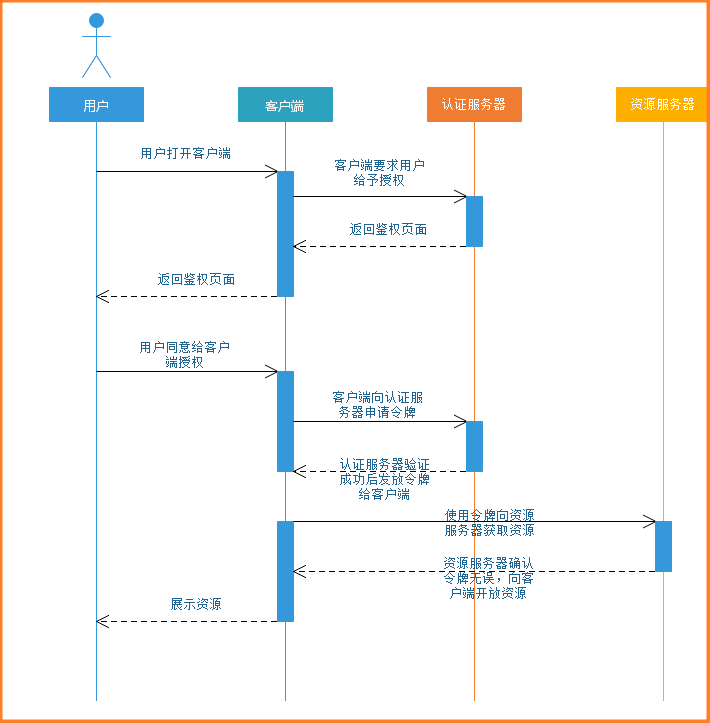 用户
客户端
认证服务器
资源服务器
用户打开客户端
客户端要求用户
给予授权
返回鉴权页面
返回鉴权页面
用户同意给客户
端授权
客户端向认证服
务器申请令牌
认证服务器验证
成功后发放令牌
给客户端
使用令牌向资源
服务器获取资源
资源服务器确认
令牌无误，向客
户端开放资源
展示资源